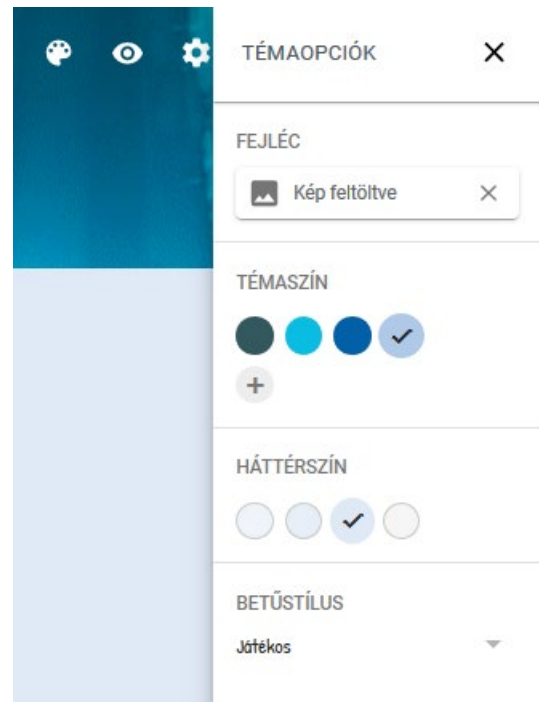 TÉMAOPCIÓK
FEJLÉC
Kép feltöltve
TÉMASZÍN
HÁTTÉRSZÍN
BETŰSTÍLUS
Játékos